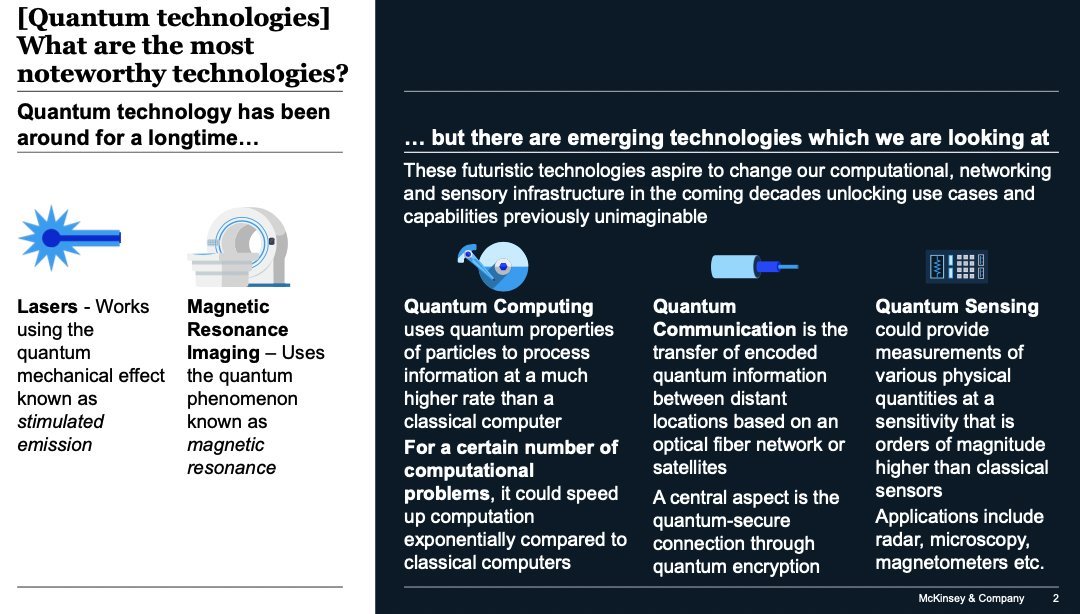 [Quantum technologies]
What are the most
noteworthy technologies?
Quantum technology has been
around for a longtime…
Lasers - Works
using the
quantum
mechanical effect
known as
stimulated
emission
Magnetic
Resonance
Imaging – Uses
the quantum
phenomenon
known as
magnetic
resonance
… but there are emerging technologies which we are looking at
These futuristic technologies aspire to change our computational, networking
and sensory infrastructure in the coming decades unlocking use cases and
capabilities previously unimaginable
Quantum Computing
uses quantum properties
of particles to process
information at a much
higher rate than a
classical computer
For a certain number of
computational
problems, it could speed
up computation
exponentially compared to
classical computers
Quantum
Communication is the
transfer of encoded
quantum information
between distant
locations based on an
optical fiber network or
satellites
A central aspect is the
quantum-secure
connection through
quantum encryption
Quantum Sensing
could provide
measurements of
various physical
quantities at a
sensitivity that is
orders of magnitude
higher than classical
sensors
Applications include
radar, microscopy,
magnetometers etc.
McKinsey & Company 2